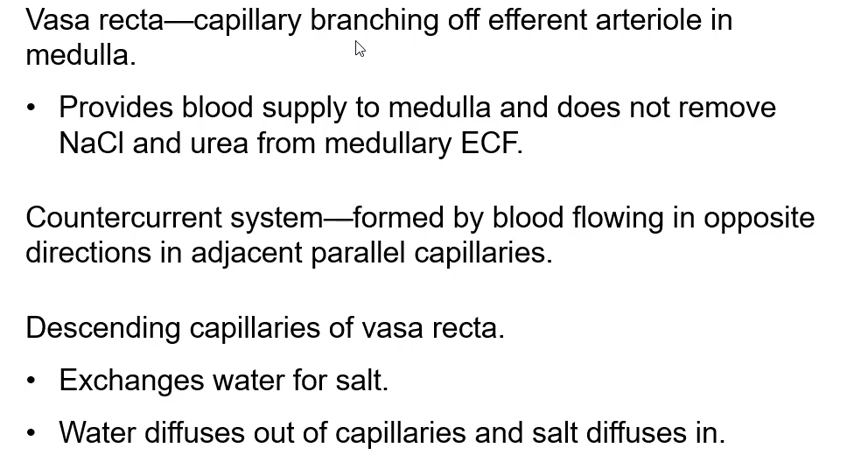 Vasa recta—capillary branching off efferent arteriole in
medulla.
• Provides blood supply to medulla and does not remove
NaCl and urea from medullary ECF.
Countercurrent system—formed by blood flowing in opposite
directions in adjacent parallel capillaries.
Descending capillaries of vasa recta.
• Exchanges water for salt.
• Water diffuses out of capillaries and salt diffuses in.